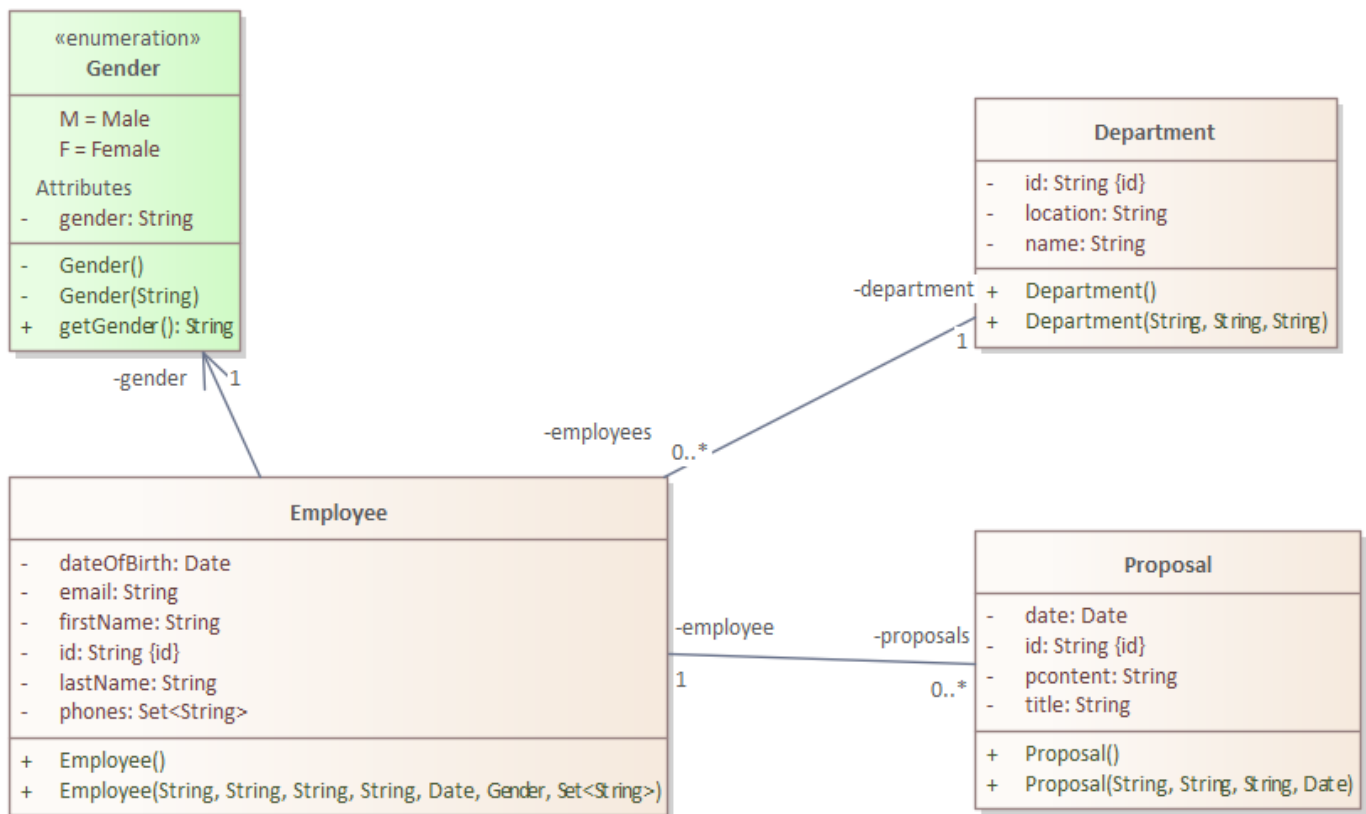 «enumeration»
Gender
M = Male
F = Female
Attributes
- gender: String
- Gender()
- Gender(String)
+ getGender(): String
-gender 1
Department
- id: String {id}
- location: String
- name: String
+ Department()
+ Department(String, String, String)
-department
1
-employees
0..*
Employee
- dateOfBirth: Date
- email: String
- firstName: String
- id: String {id}
- lastName: String
- phones: Set<String>
+ Employee()
+ Employee(String, String, String, String, Date, Gender, Set<String>)
-employee
1
-proposals
0..*
Proposal
- date: Date
- id: String {id}
- pcontent: String
- title: String
+ Proposal()
+ Proposal(String, String, String, Date)